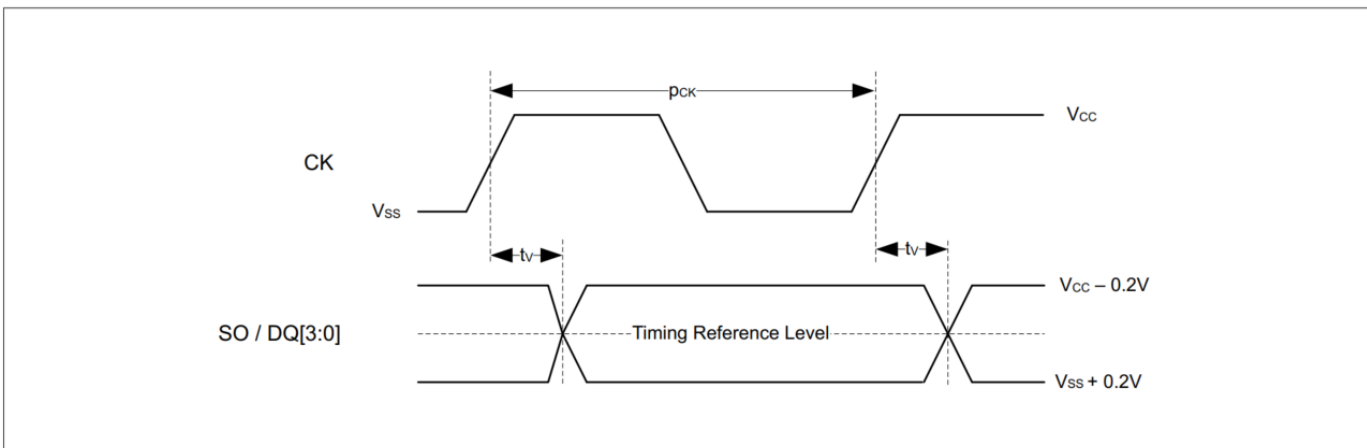 pCK
CK
VCC
VSS
tV
tV
VCC – 0.2V
SO / DQ[3:0]
Timing Reference Level
VSS + 0.2V